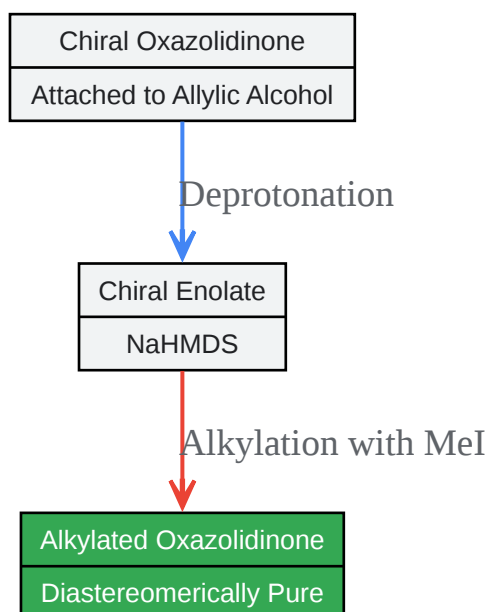 Chiral Oxazolidinone
Attached to Allylic Alcohol
Deprotonation
Chiral Enolate
NaHMDS
Alkylation with MeI
Alkylated Oxazolidinone
Diastereomerically Pure